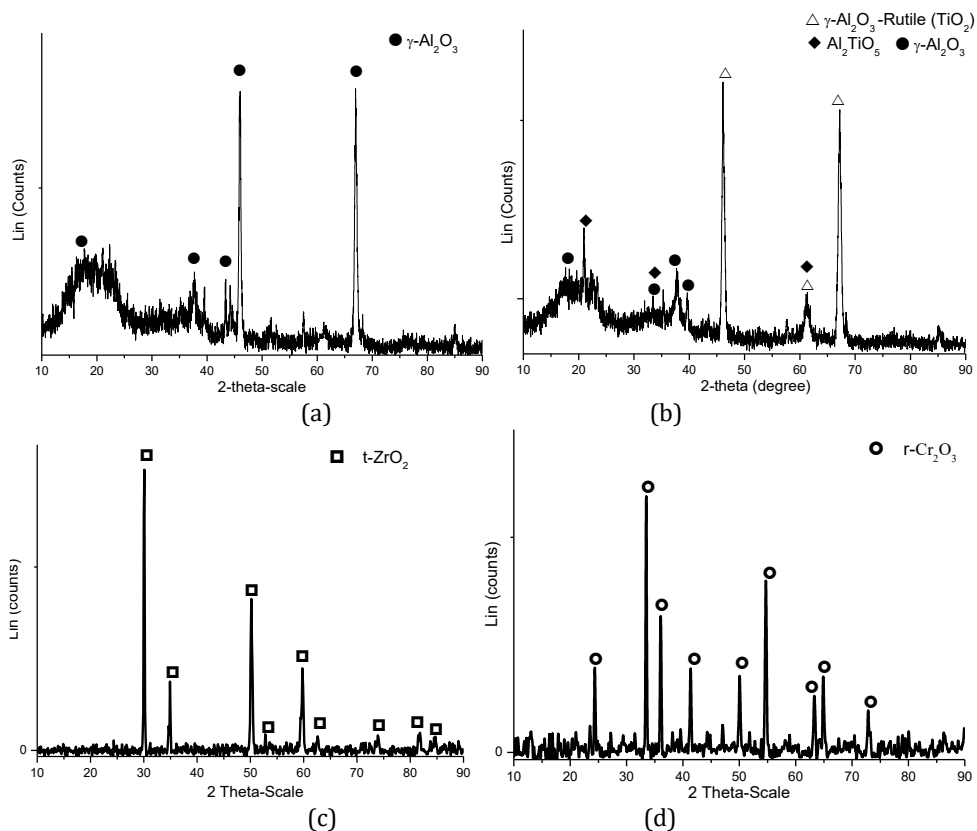 ● γ-Al₂O₃
Lin (Counts)
10 20 30 40 50 60 70 80 90
2-theta-scale
(a)
△ γ-Al₂O₃-Rutile (TiO₂)
◆ Al₂TiO₅ ● γ-Al₂O₃
Lin (Counts)
10 20 30 40 50 60 70 80 90
2-theta (degree)
(b)
t-ZrO₂
Lin (counts)
0
10 20 30 40 50 60 70 80 90
2 Theta-Scale
(c)
r-Cr₂O₃
Lin (counts)
0
10 20 30 40 50 60 70 80 90
2 Theta-Scale
(d)